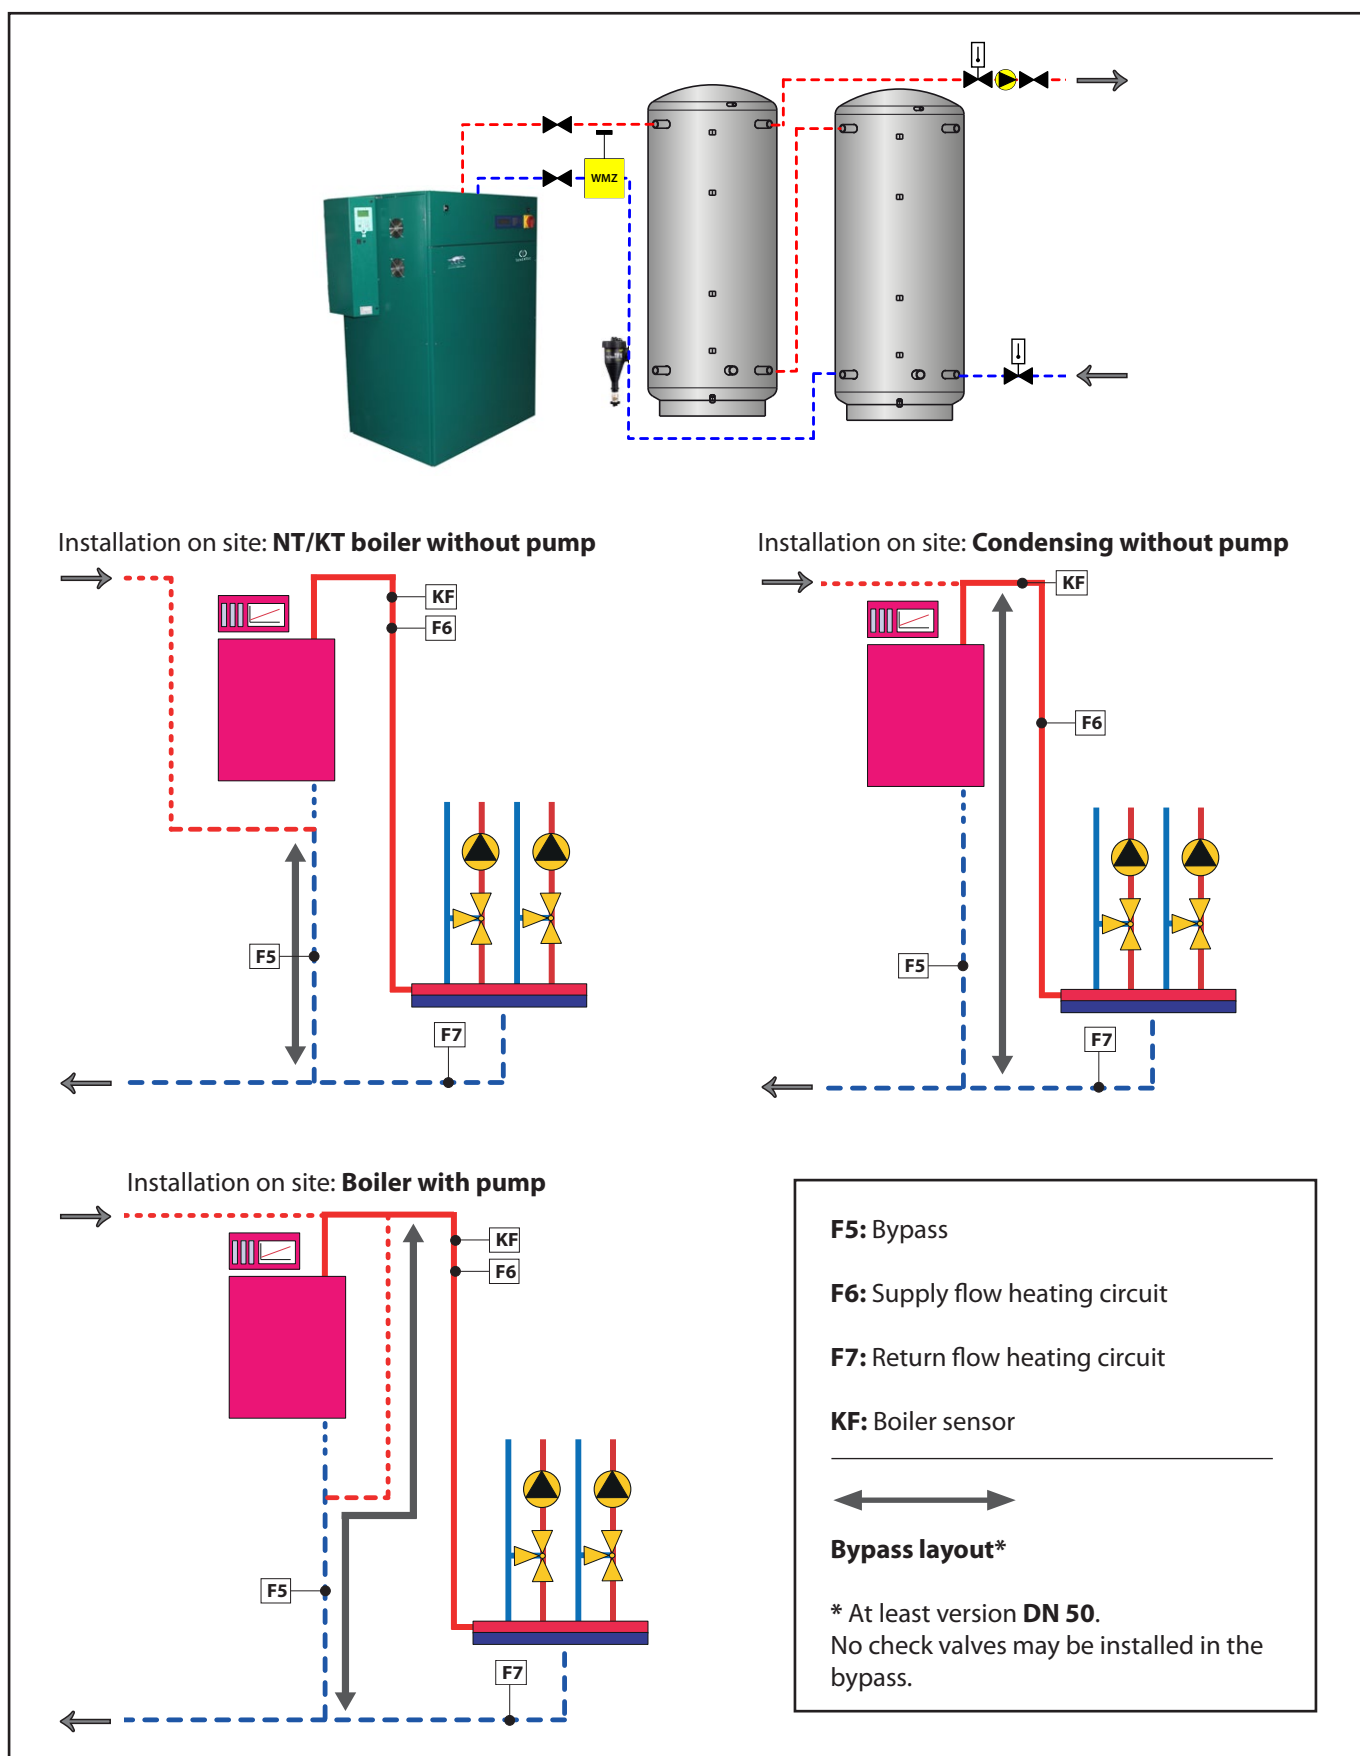 WMZ
Installation on site: NT/KT boiler without pump
KF
F6
F5
F7
Installation on site: Condensing without pump
KF
F6
F5
F7
Installation on site: Boiler with pump
KF
F6
F5
F7
F5: Bypass
F6: Supply flow heating circuit
F7: Return flow heating circuit
KF: Boiler sensor
Bypass layout*
* At least version DN 50.
No check valves may be installed in the
bypass.